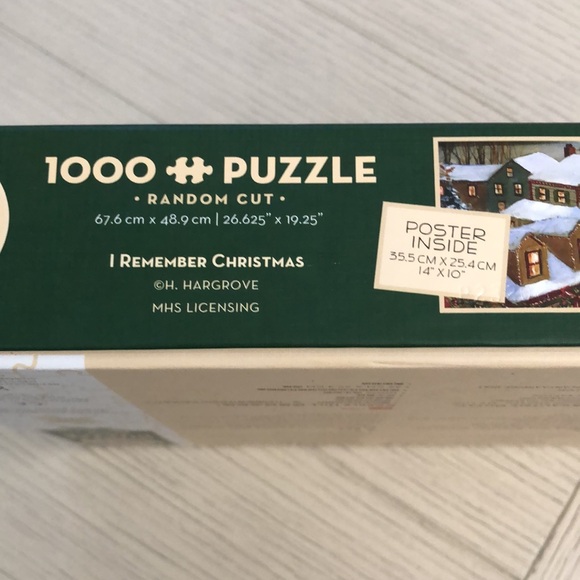 1000 PUZZLE
• RANDOM CUT •
67.6 cm x 48.9 cm | 26.625" x 19.25"
I REMEMBER CHRISTMAS
©H. HARGROVE
MHS LICENSING
POSTER
INSIDE
35.5 CM X 25.4 CM
14" X 10"